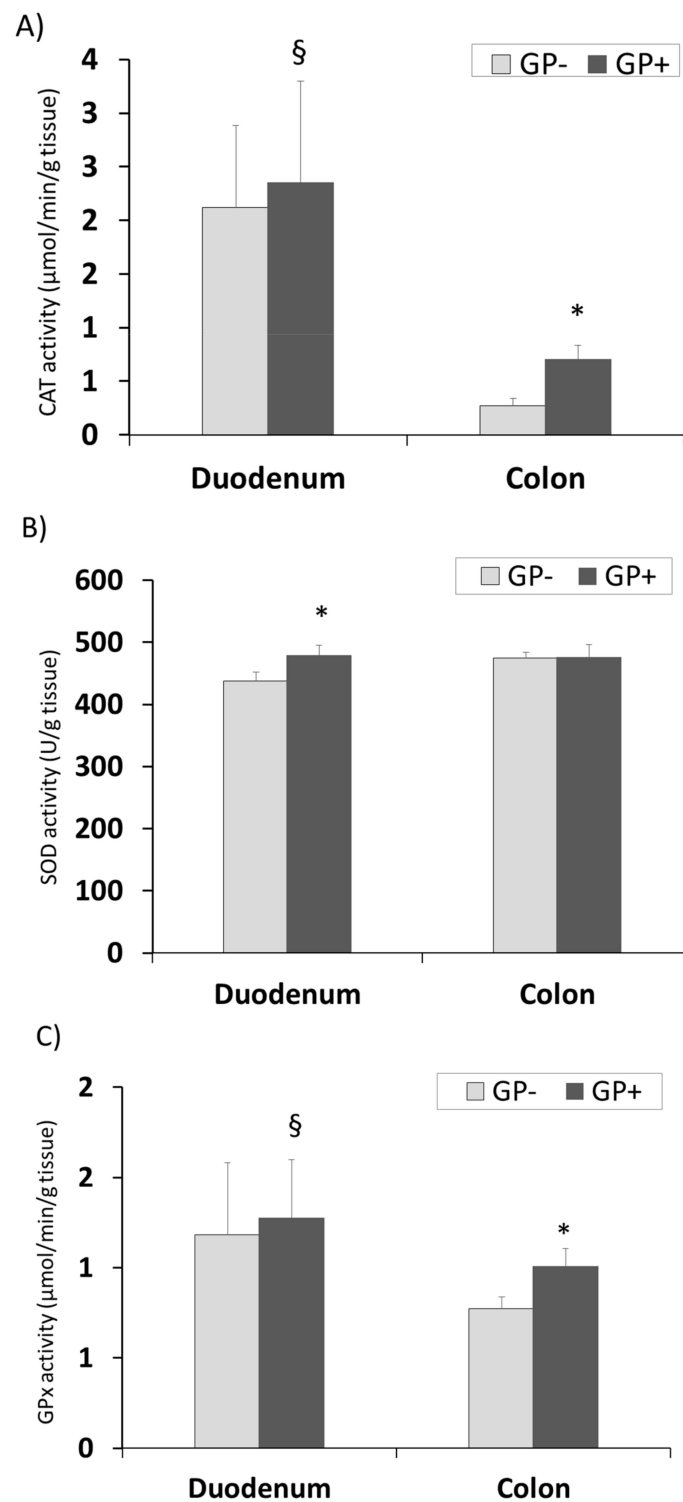 A)
CAT activity (µmol/min/g tissue)
4
3
3
2
2
1
1
0
§
*
GP- GP+
Duodenum Colon
B)
SOD activity (U/g tissue)
600
500
400
300
200
100
0
*
GP- GP+
Duodenum Colon
C)
GPx activity (µmol/min/g tissue)
2
2
1
1
0
§
*
GP- GP+
Duodenum Colon